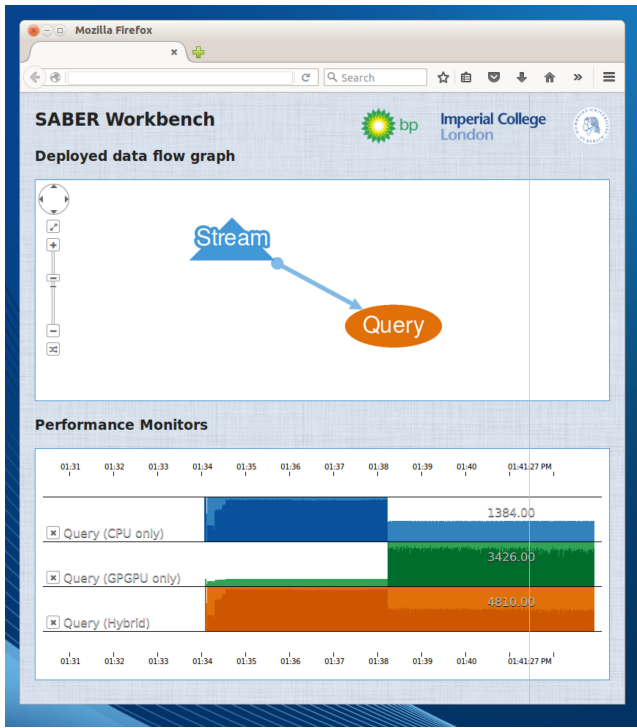 Mozilla Firefox
Search
SABER Workbench
bp
Imperial College
London
Deployed data flow graph
Stream
Query
Performance Monitors
01:31 01:32 01:33 01:34 01:35 01:36 01:37 01:38 01:39 01:40 01:41:27 PM
1384.00
Query (CPU only)
3426.00
Query (GPGPU only)
4810.00
Query (Hybrid)
01:31 01:32 01:33 01:34 01:35 01:36 01:37 01:38 01:39 01:40 01:41:27 PM